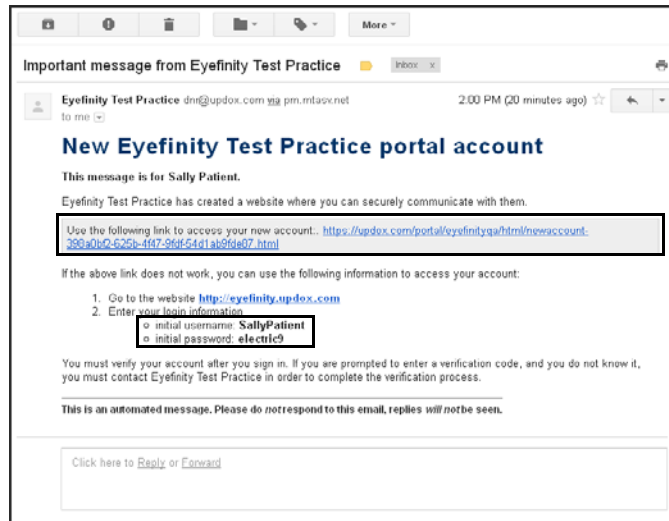 More
Important message from Eyefinity Test Practice
Inbox x
Eyefinity Test Practice dnr@updox.com via pm.mtasv.net
2:00 PM (20 minutes ago)
to me
New Eyefinity Test Practice portal account
This message is for Sally Patient.
Eyefinity Test Practice has created a website where you can securely communicate with them.
Use the following link to access your new account:. https://updox.com/portal/eyefinityqa/html/newaccount-
398a0bf2-625b-4f47-9fdf-54d1ab9fde07.html
If the above link does not work, you can use the following information to access your account:
1. Go to the website http://eyefinity.updox.com
2. Enter your login information
initial username: SallyPatient
initial password: electric9
You must verify your account after you sign in. If you are prompted to enter a verification code, and you do not know it,
you must contact Eyefinity Test Practice in order to complete the verification process.
This is an automated message. Please do not respond to this email, replies will not be seen.
Click here to Reply or Forward